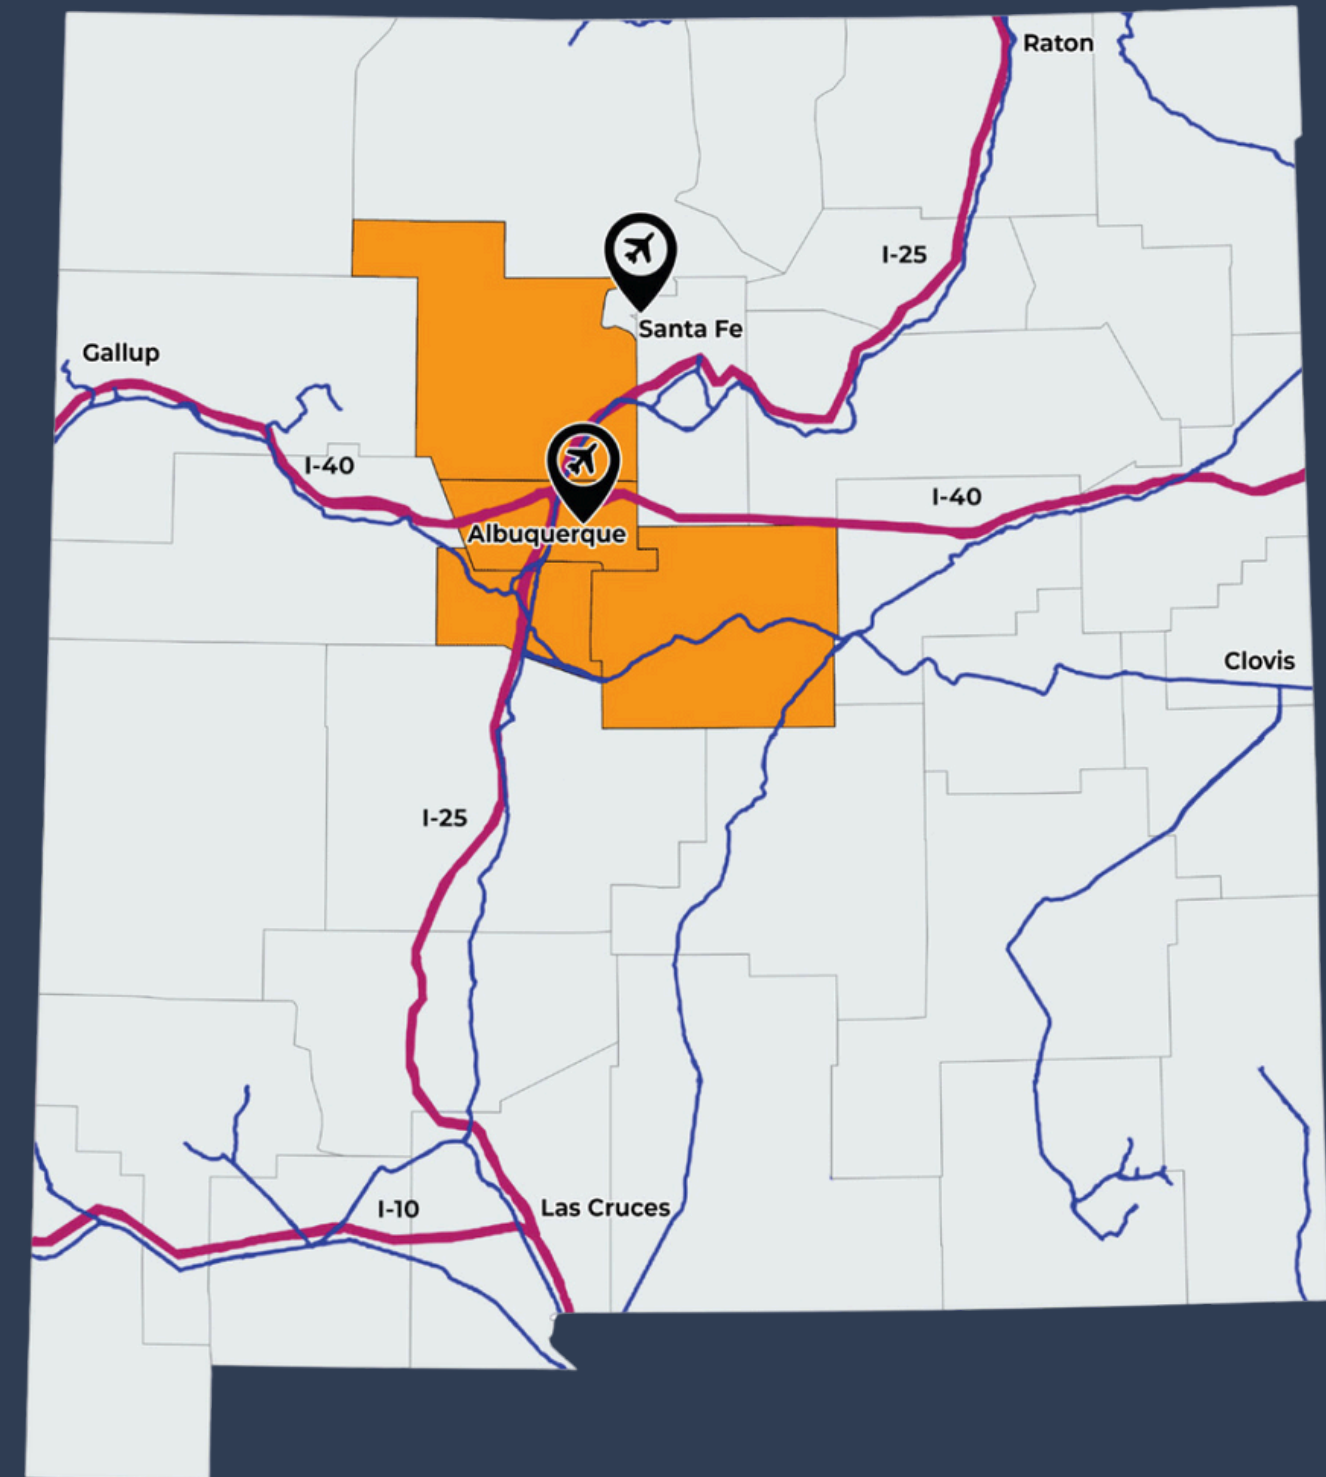 Raton
I-25
Santa Fe
Gallup
I-40
I-40
Albuquerque
Clovis
I-25
Las Cruces
I-10